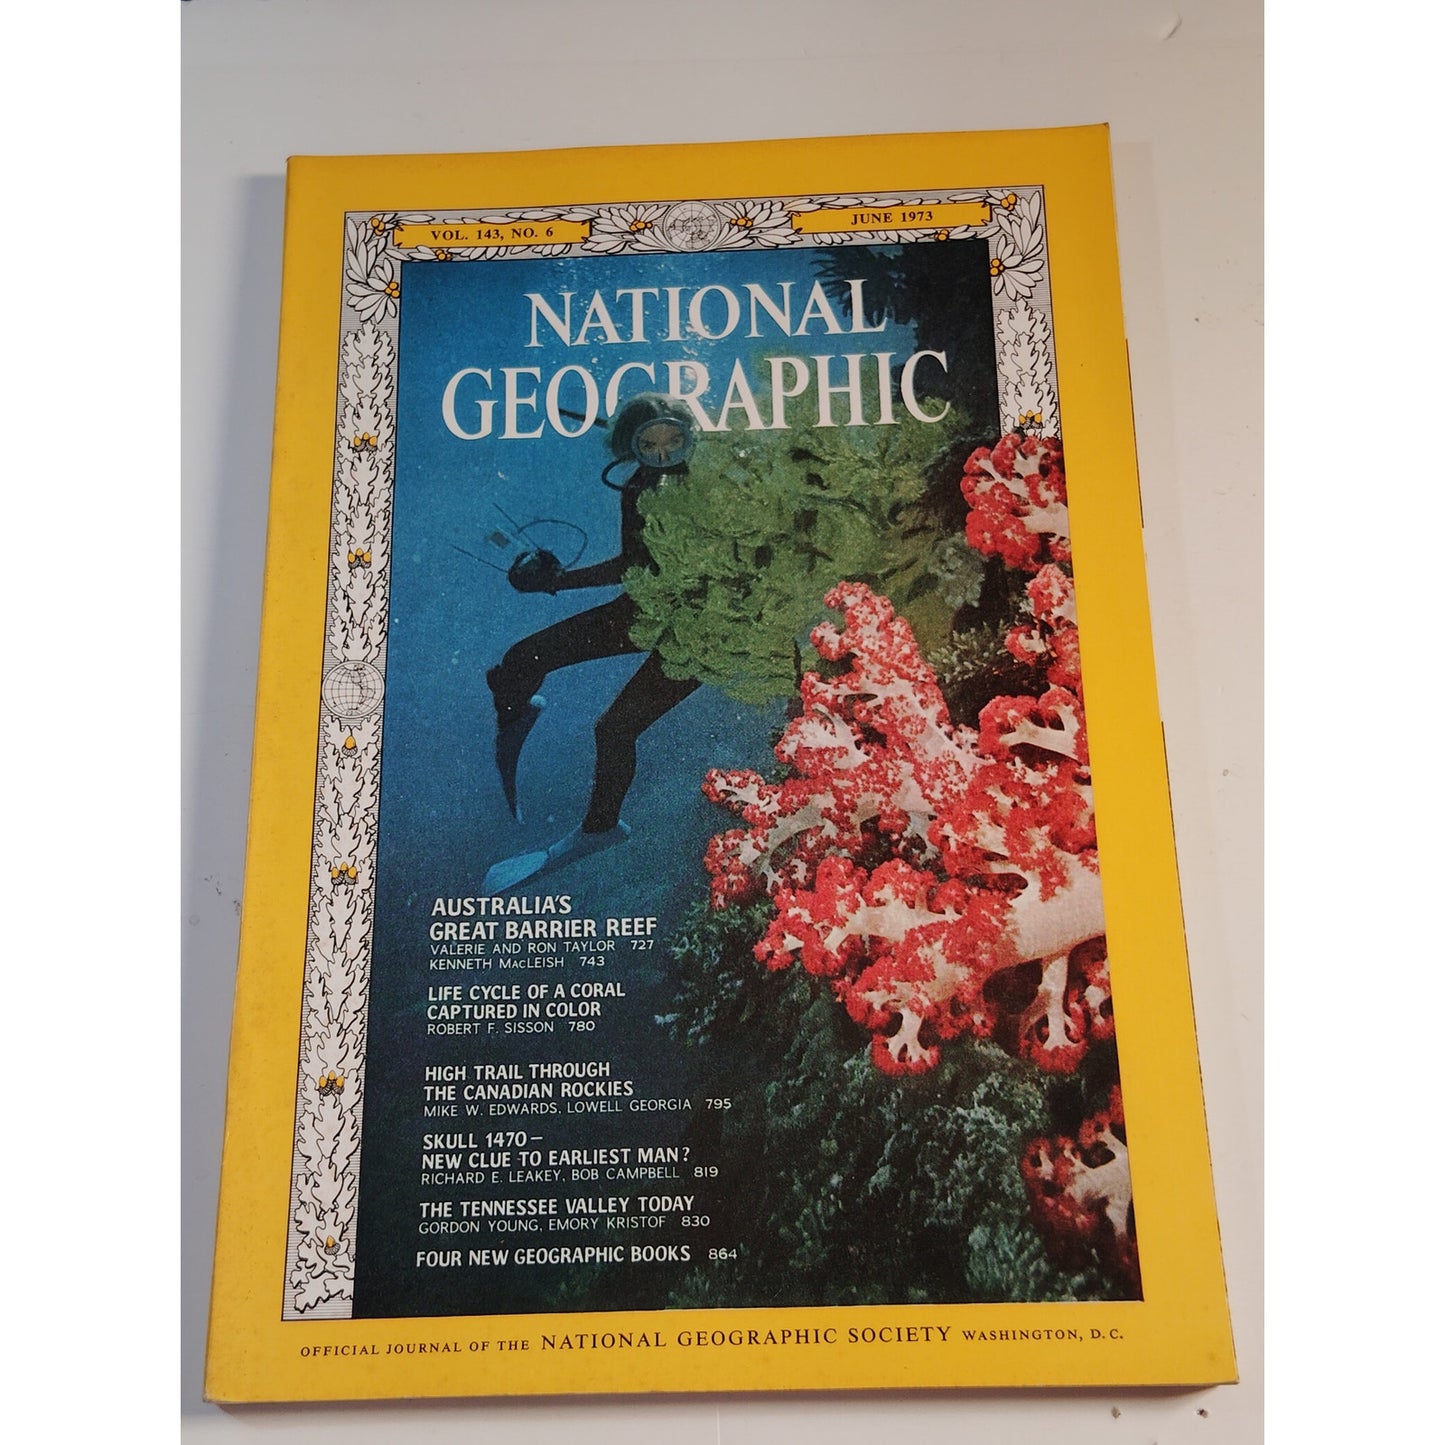 VOL. 143, NO. 6
JUNE 1973
NATIONAL
GEOGRAPHIC
AUSTRALIA'S
GREAT BARRIER REEF
VALERIE AND RON TAYLOR 727
KENNETH MacLEISH 743
LIFE CYCLE OF A CORAL
CAPTURED IN COLOR
ROBERT F. SISSON 780
HIGH TRAIL THROUGH
THE CANADIAN ROCKIES
MIKE W. EDWARDS, LOWELL GEORGIA 795
SKULL 1470—
NEW CLUE TO EARLIEST MAN?
RICHARD E. LEAKEY, BOB CAMPBELL 819
THE TENNESSEE VALLEY TODAY
GORDON YOUNG, EMORY KRISTOF 830
FOUR NEW GEOGRAPHIC BOOKS 864
OFFICIAL JOURNAL OF THE NATIONAL GEOGRAPHIC SOCIETY WASHINGTON, D.C.